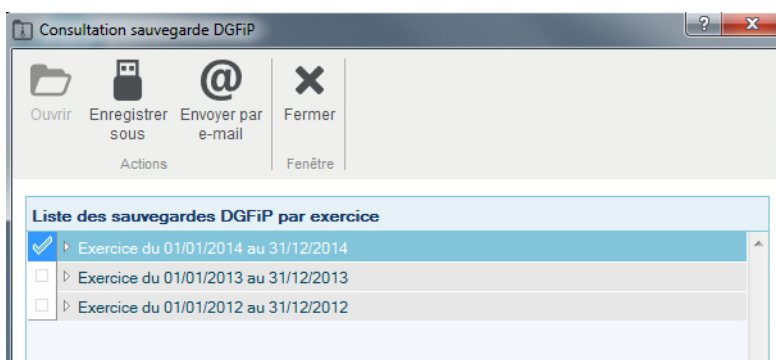 Consultation sauvegarde DGFiP
? x
Ouvrir
Enregistrer sous
Envoyer par e-mail
Fermer
Actions
Fenêtre
Liste des sauvegardes DGFiP par exercice
Exercice du 01/01/2014 au 31/12/2014
Exercice du 01/01/2013 au 31/12/2013
Exercice du 01/01/2012 au 31/12/2012